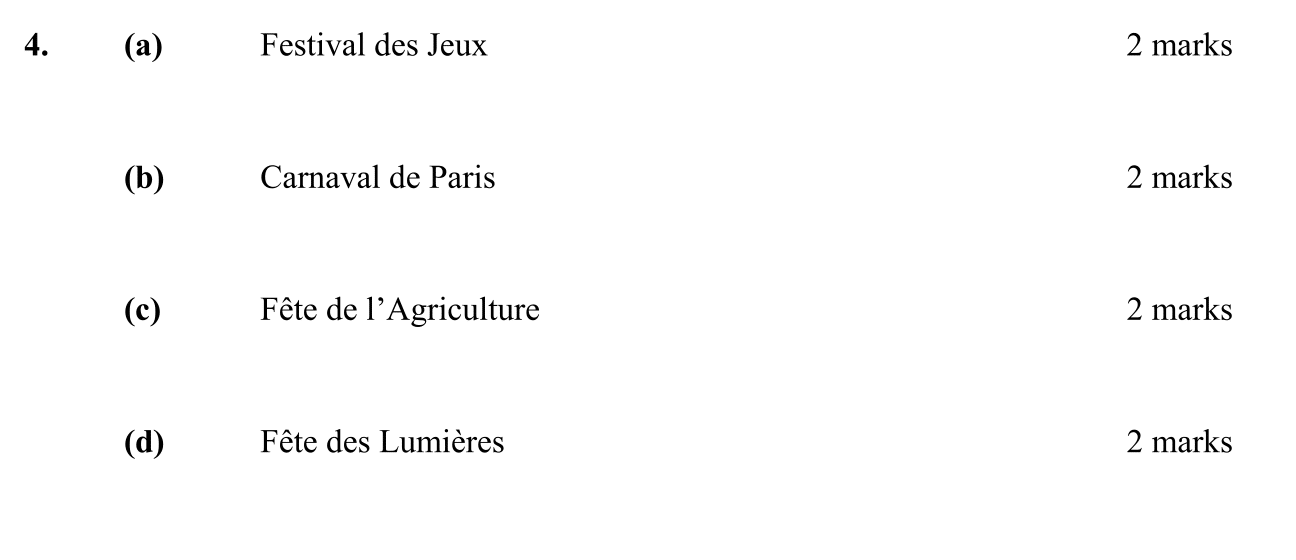 4. (a) Festival des Jeux 2 marks
(b) Carnaval de Paris 2 marks
(c) Fête de l’Agriculture 2 marks
(d) Fête des Lumières 2 marks